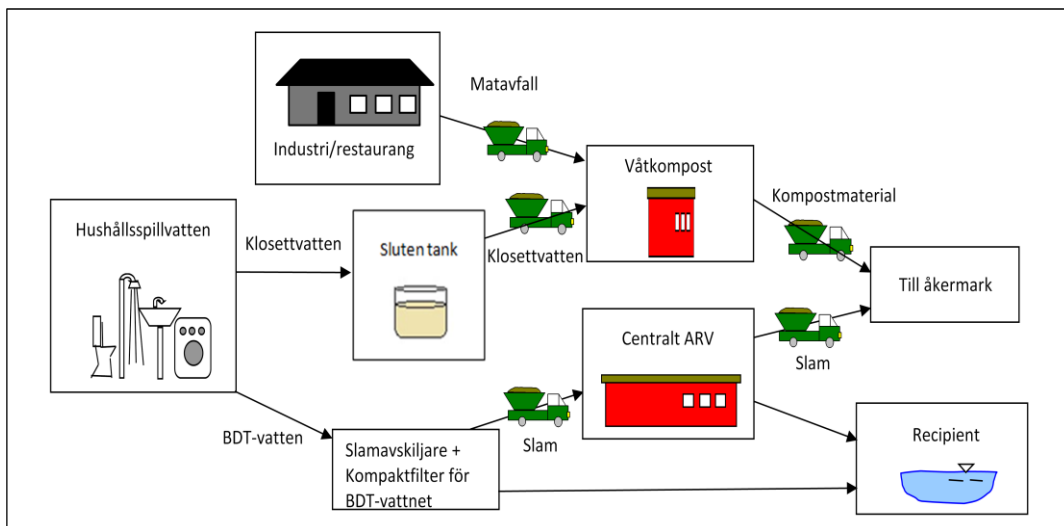 Matavfall
Industri/restaurang
Våtkompost
Kompostmaterial
Hushållsspillvatten
Klosettvatten
Sluten tank
Klosettvatten
Till åkermark
Centralt ARV
Slam
BDT-vatten
Slamavskiljare +
Kompaktfilter för
BDT-vattnet
Slam
Recipient